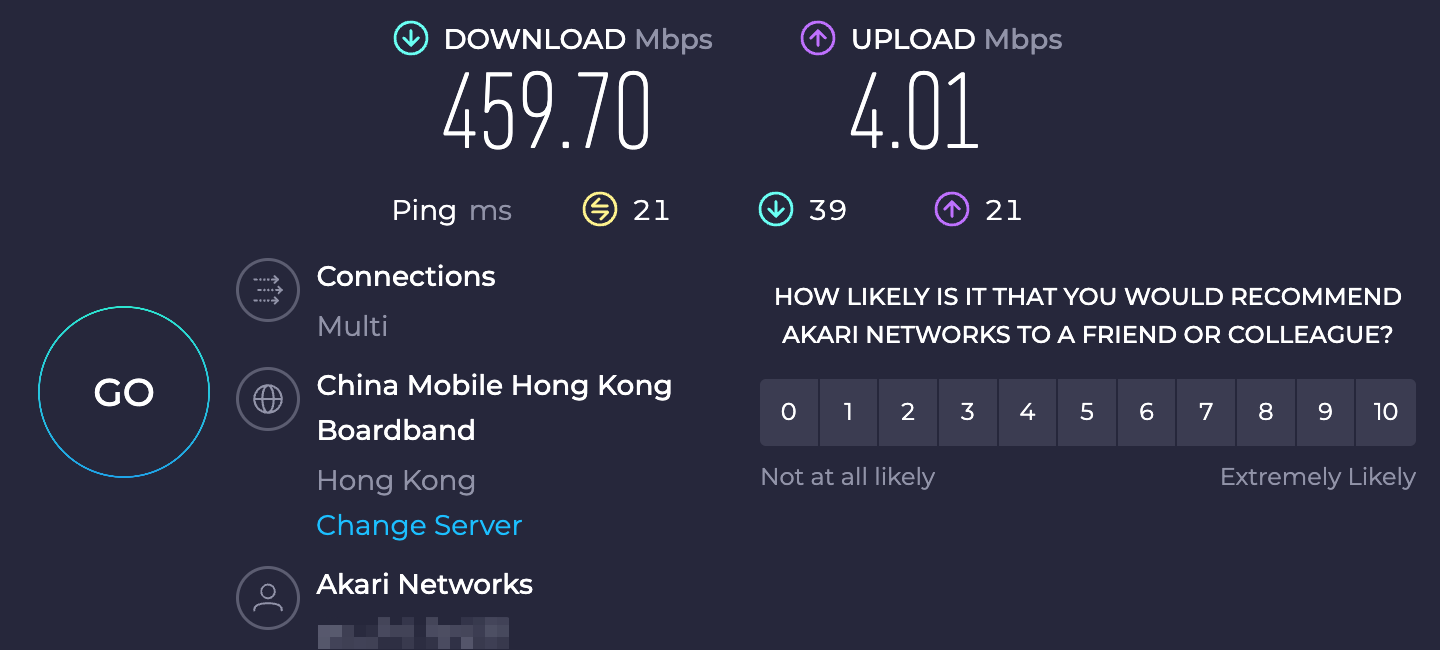 DOWNLOAD Mbps
459.70
UPLOAD Mbps
4.01
Ping ms 21 39 21
GO
Connections
Multi
China Mobile Hong Kong
Boardband
Hong Kong
Change Server
Akari Networks
HOW LIKELY IS IT THAT YOU WOULD RECOMMEND
AKARI NETWORKS TO A FRIEND OR COLLEAGUE?
0 1 2 3 4 5 6 7 8 9 10
Not at all likely Extremely Likely